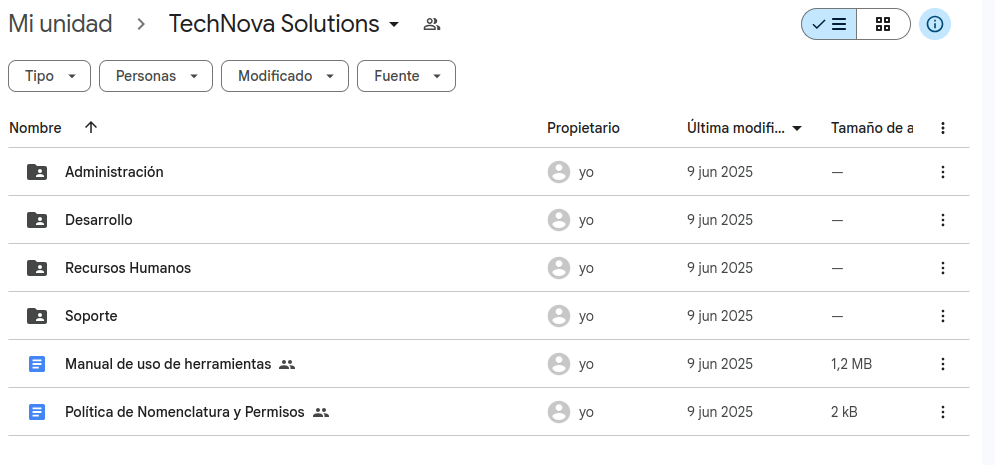 Mi unidad > TechNova Solutions
Tipo Personas Modificado Fuente
Nombre Propietario Última modifi... Tamaño de a
Administración yo 9 jun 2025 —
Desarrollo yo 9 jun 2025 —
Recursos Humanos yo 9 jun 2025 —
Soporte yo 9 jun 2025 —
Manual de uso de herramientas yo 9 jun 2025 1,2 MB
Política de Nomenclatura y Permisos yo 9 jun 2025 2 kB